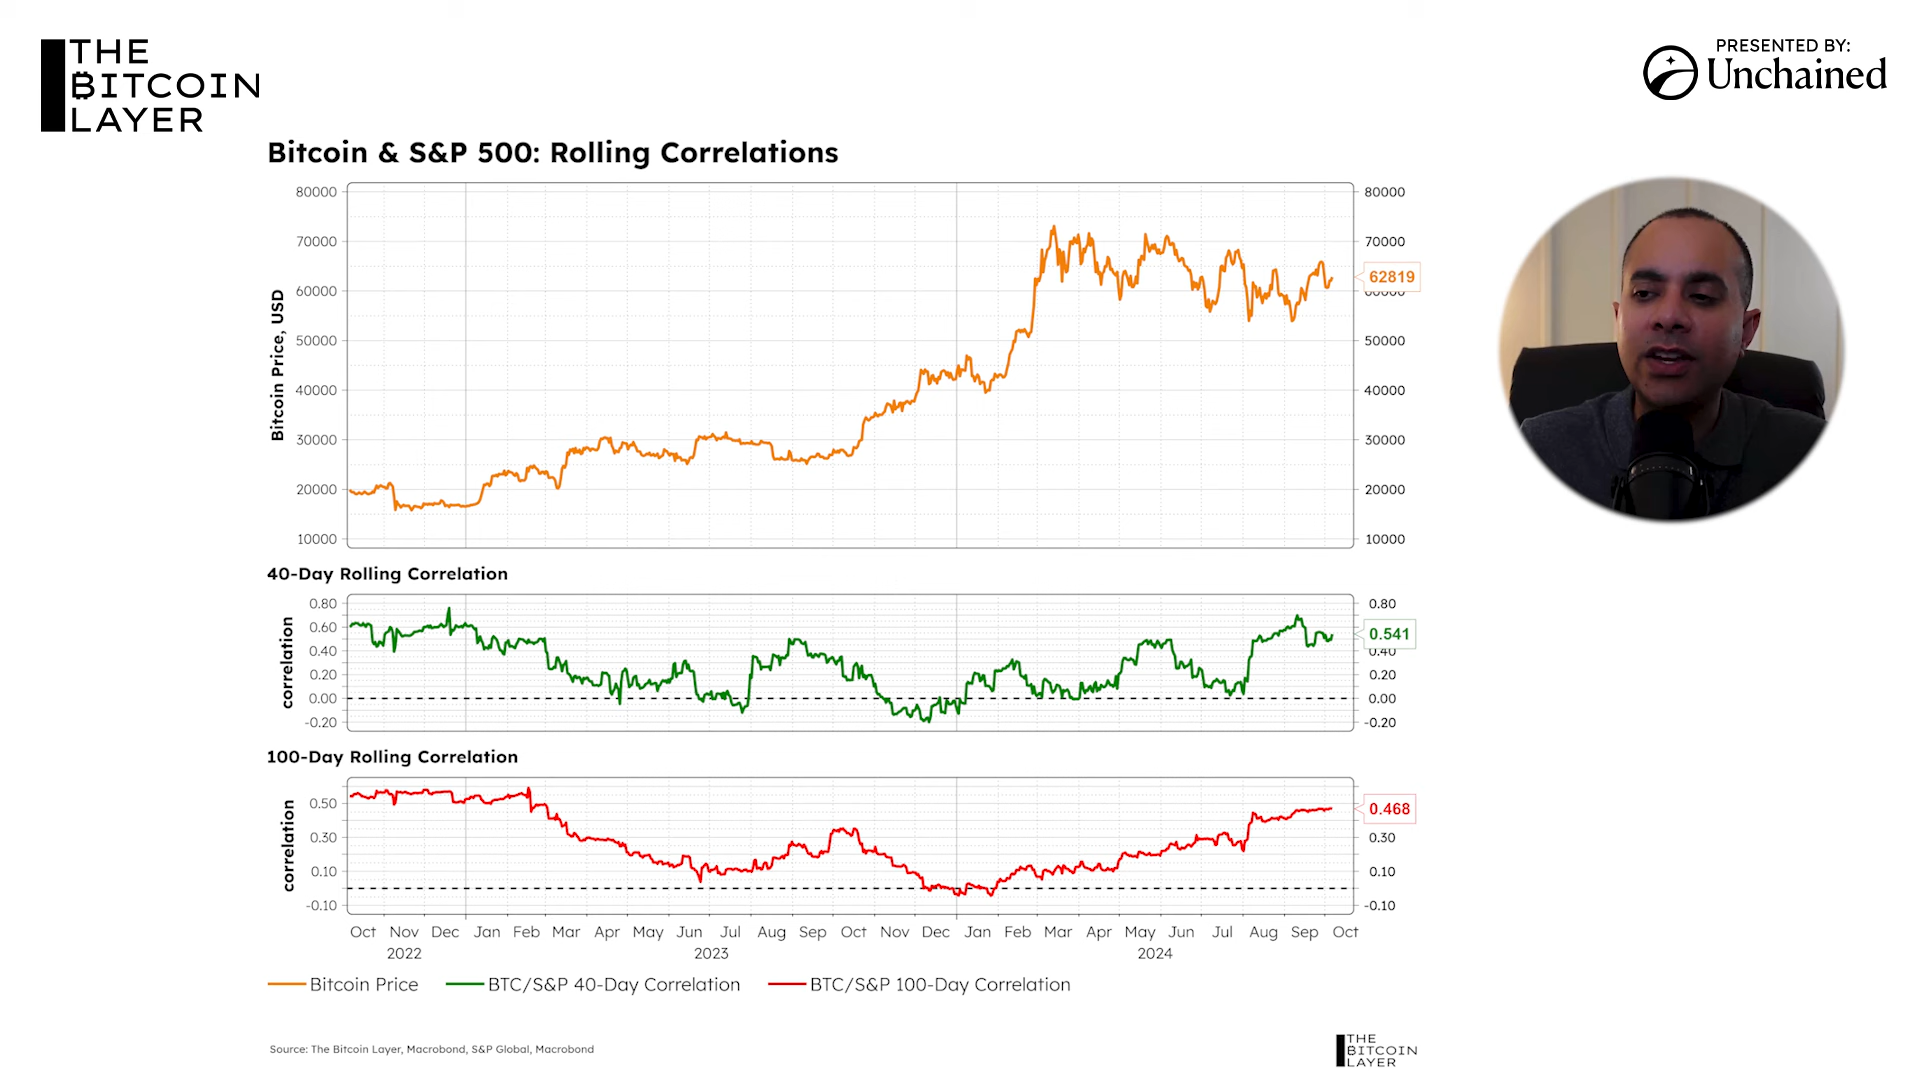 THE
BITCOIN
LAYER
PRESENTED BY:
Unchained
Bitcoin & S&P 500: Rolling Correlations
Bitcoin Price, USD
80000
70000
60000
50000
40000
30000
20000
10000
80000
70000
62819
60000
50000
40000
30000
20000
10000
40-Day Rolling Correlation
correlation
0.80
0.60
0.40
0.20
0.00
-0.20
0.80
0.541
0.40
0.20
0.00
-0.20
100-Day Rolling Correlation
correlation
0.50
0.30
0.10
-0.10
0.468
0.30
0.10
-0.10
Oct Nov Dec Jan Feb Mar Apr May Jun Jul Aug Sep Oct Nov Dec Jan Feb Mar Apr May Jun Jul Aug Sep Oct
2022 2023 2024
Bitcoin Price BTC/S&P 40-Day Correlation BTC/S&P 100-Day Correlation
Source: The Bitcoin Layer, Macrobond, S&P Global, Macrobond
THE
BITCOIN
LAYER